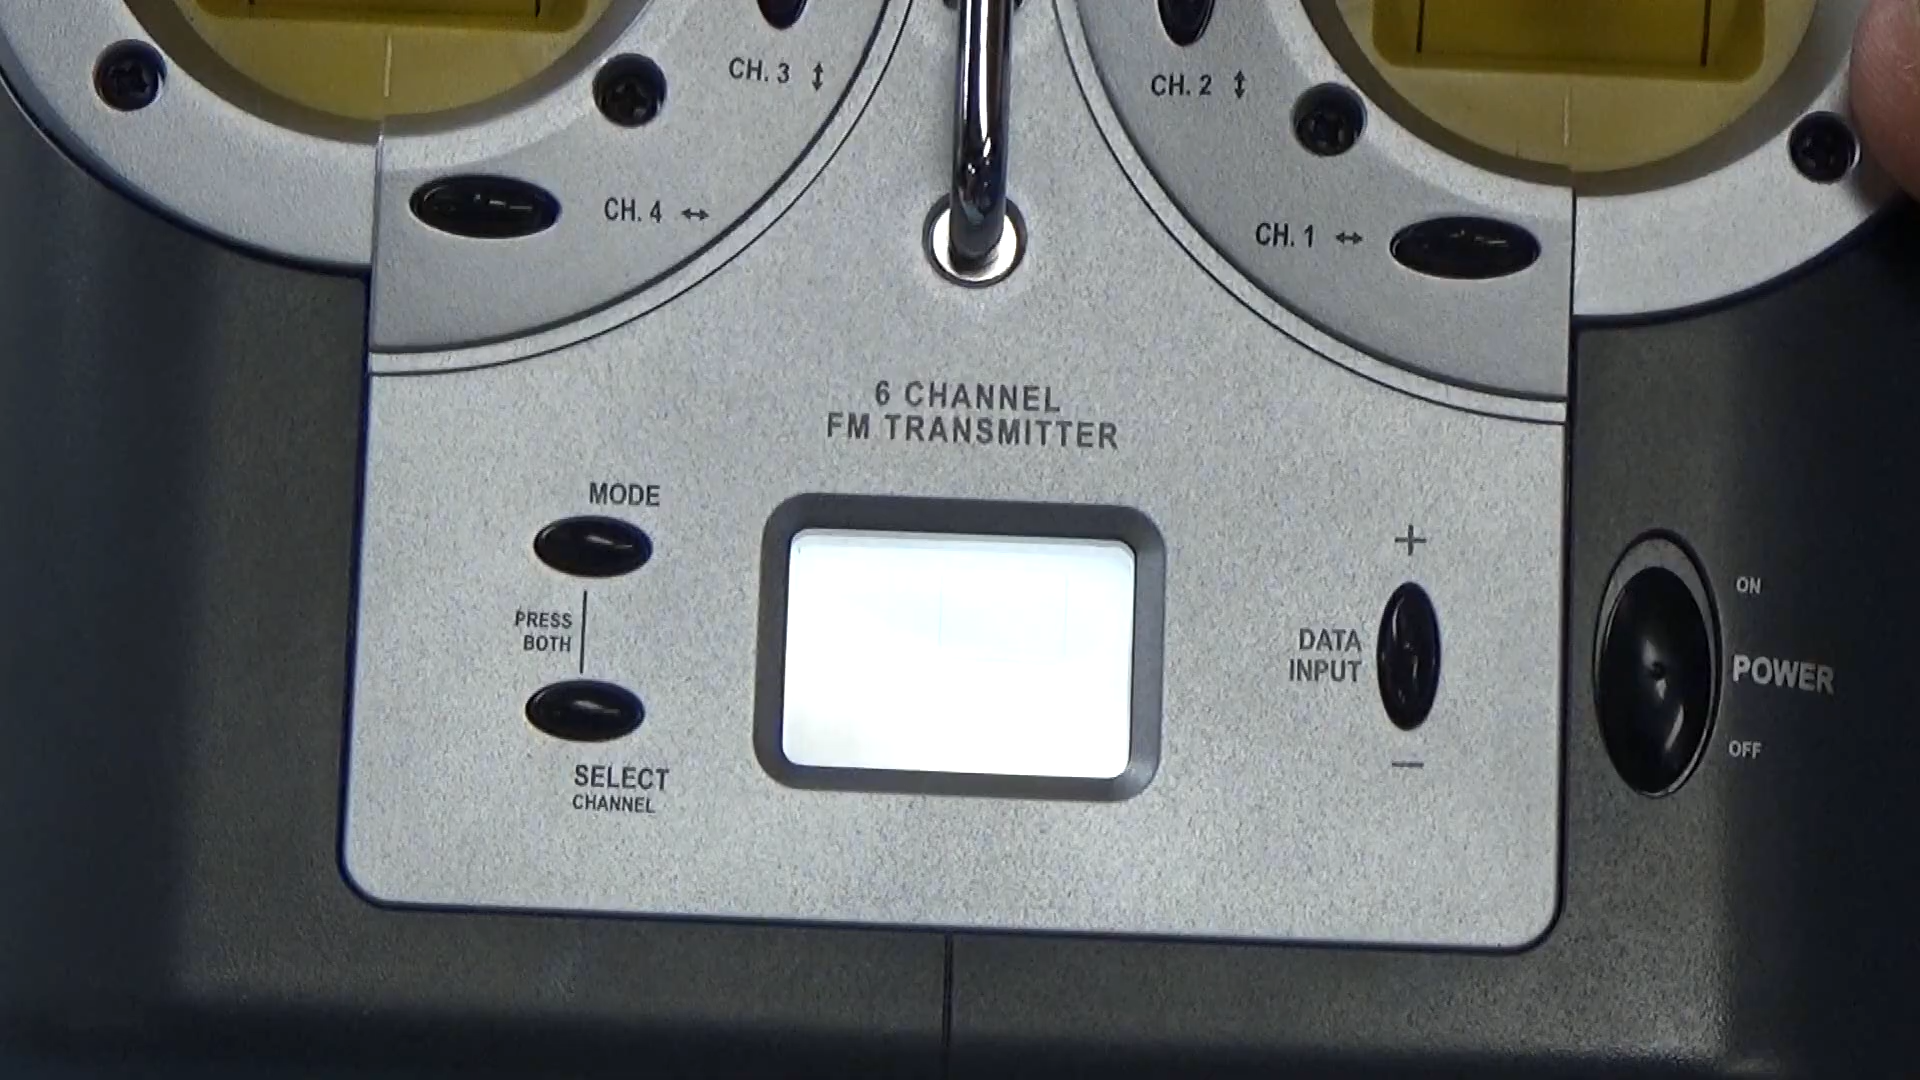 CH. 3 ↕
CH. 2 ↕
CH. 4 ↔
CH. 1 ↔
6 CHANNEL
FM TRANSMITTER
MODE
PRESS
BOTH
SELECT
CHANNEL
+
DATA
INPUT
—
ON
POWER
OFF